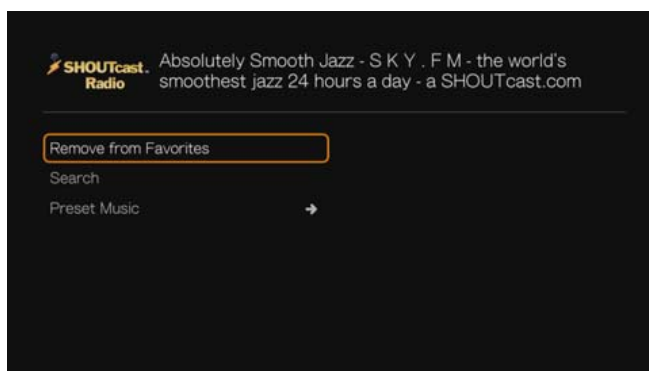 SHOUTcast
Radio
Absolutely Smooth Jazz - S K Y . F M - the world's
smoothest jazz 24 hours a day - a SHOUTcast.com
Remove from Favorites
Search
Preset Music